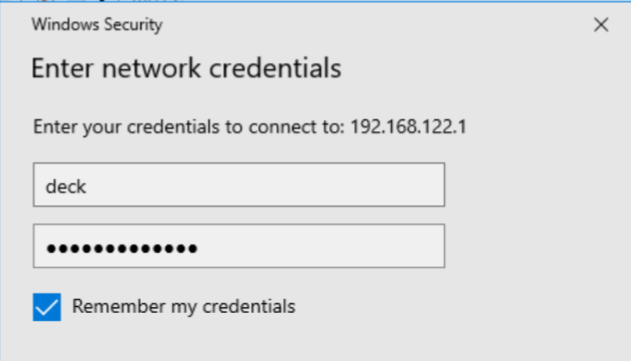 Windows Security
Enter network credentials
Enter your credentials to connect to: 192.168.122.1
deck
●●●●●●●●●●●●●
Remember my credentials